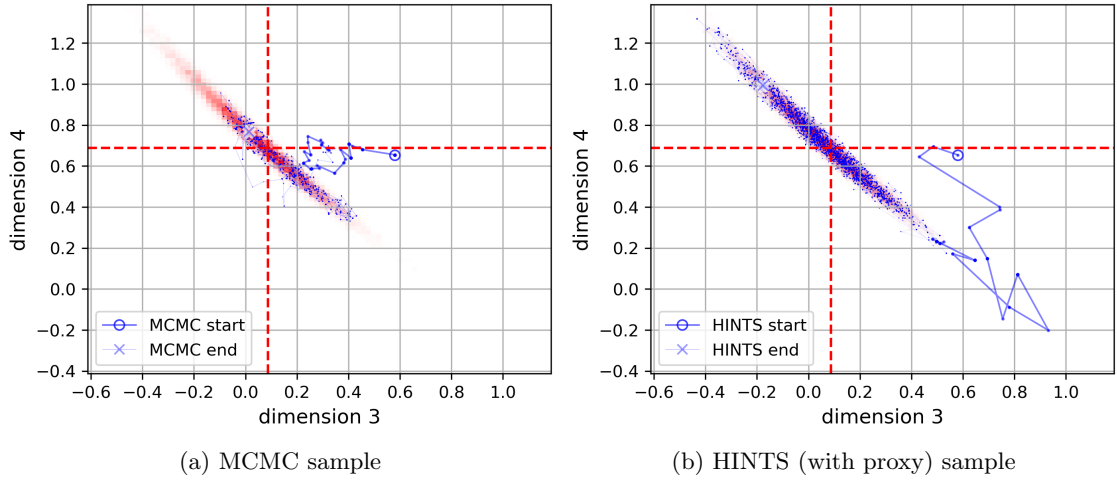 1.2
1.0
0.8
0.6
0.4
0.2
0.0
−0.2
−0.4
dimension 4
MCMC start
MCMC end
−0.6 −0.4 −0.2 0.0 0.2 0.4 0.6 0.8 1.0
dimension 3
(a) MCMC sample
1.2
1.0
0.8
0.6
0.4
0.2
0.0
−0.2
−0.4
dimension 4
HINTS start
HINTS end
−0.6 −0.4 −0.2 0.0 0.2 0.4 0.6 0.8 1.0
dimension 3
(b) HINTS (with proxy) sample